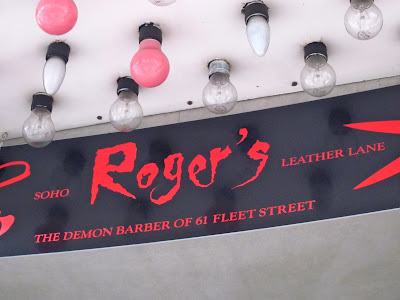 SOHO Roger's LEATHER LANE
THE DEMON BARBER OF 61 FLEET STREET